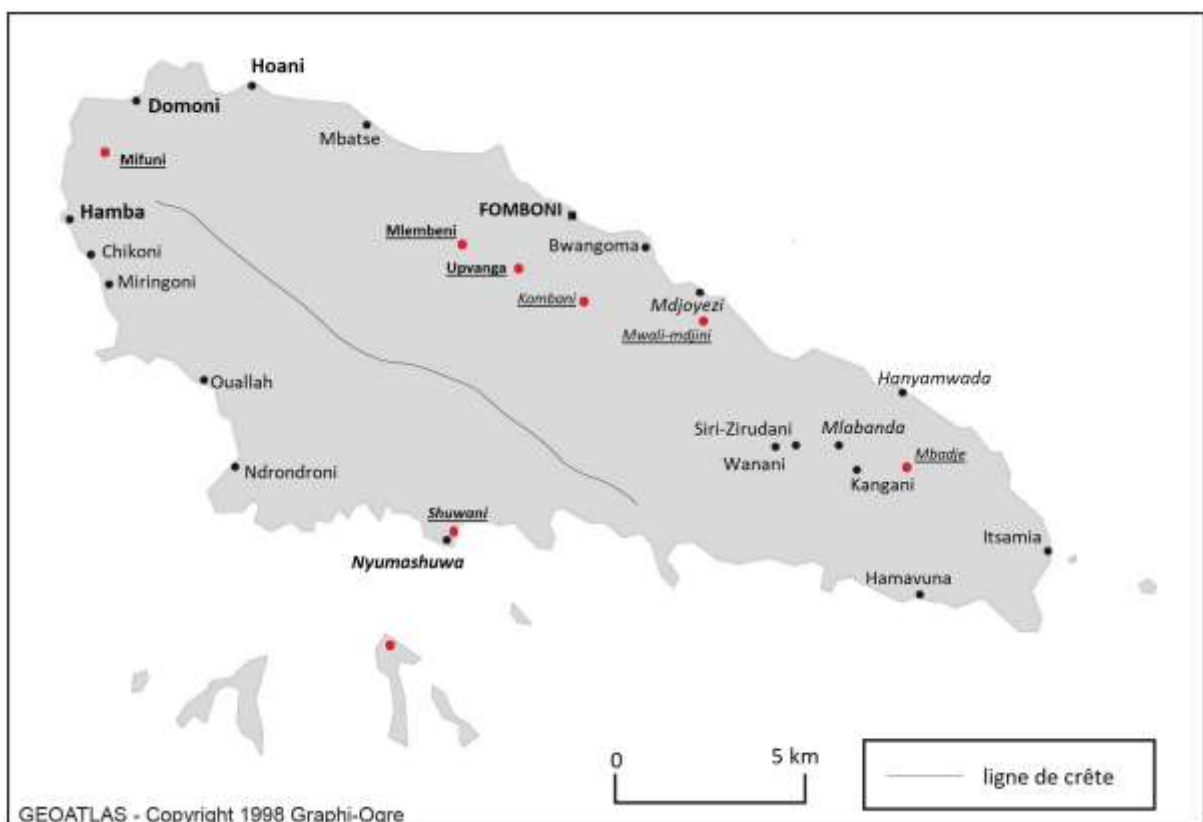 Hoani
Domoni
Mbatse
Mifuni
FOMBONI
Hamba
Mlembeni
Bwangoma
Chikoni
Upvanga
Miringoni
Kombani
Mdjoyezi
Mwali-mdjini
Ouallah
Hanyamwada
Siri-Zirudani
Mlabanda
Wanani
Mbadje
Ndrondroni
Kangani
Shuwani
Itsamia
Nyumashuwa
Hamavuna
0
5 km
ligne de crête
GEOATLAS - Copyright 1998 Graphi-Ogre